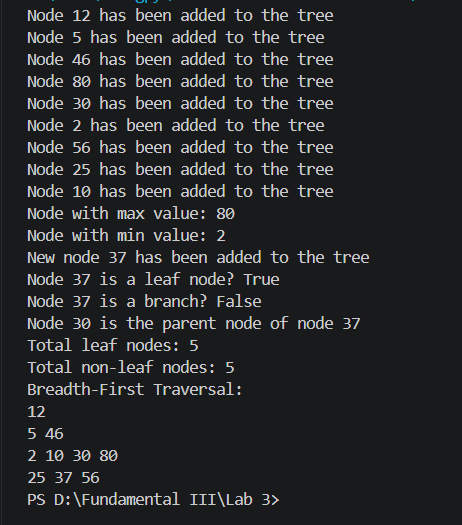 Node 12 has been added to the tree
Node 5 has been added to the tree
Node 46 has been added to the tree
Node 80 has been added to the tree
Node 30 has been added to the tree
Node 2 has been added to the tree
Node 56 has been added to the tree
Node 25 has been added to the tree
Node 10 has been added to the tree
Node with max value: 80
Node with min value: 2
New node 37 has been added to the tree
Node 37 is a leaf node? True
Node 37 is a branch? False
Node 30 is the parent node of node 37
Total leaf nodes: 5
Total non-leaf nodes: 5
Breadth-First Traversal:
12
5 46
2 10 30 80
25 37 56
PS D:\Fundamental III\Lab 3>